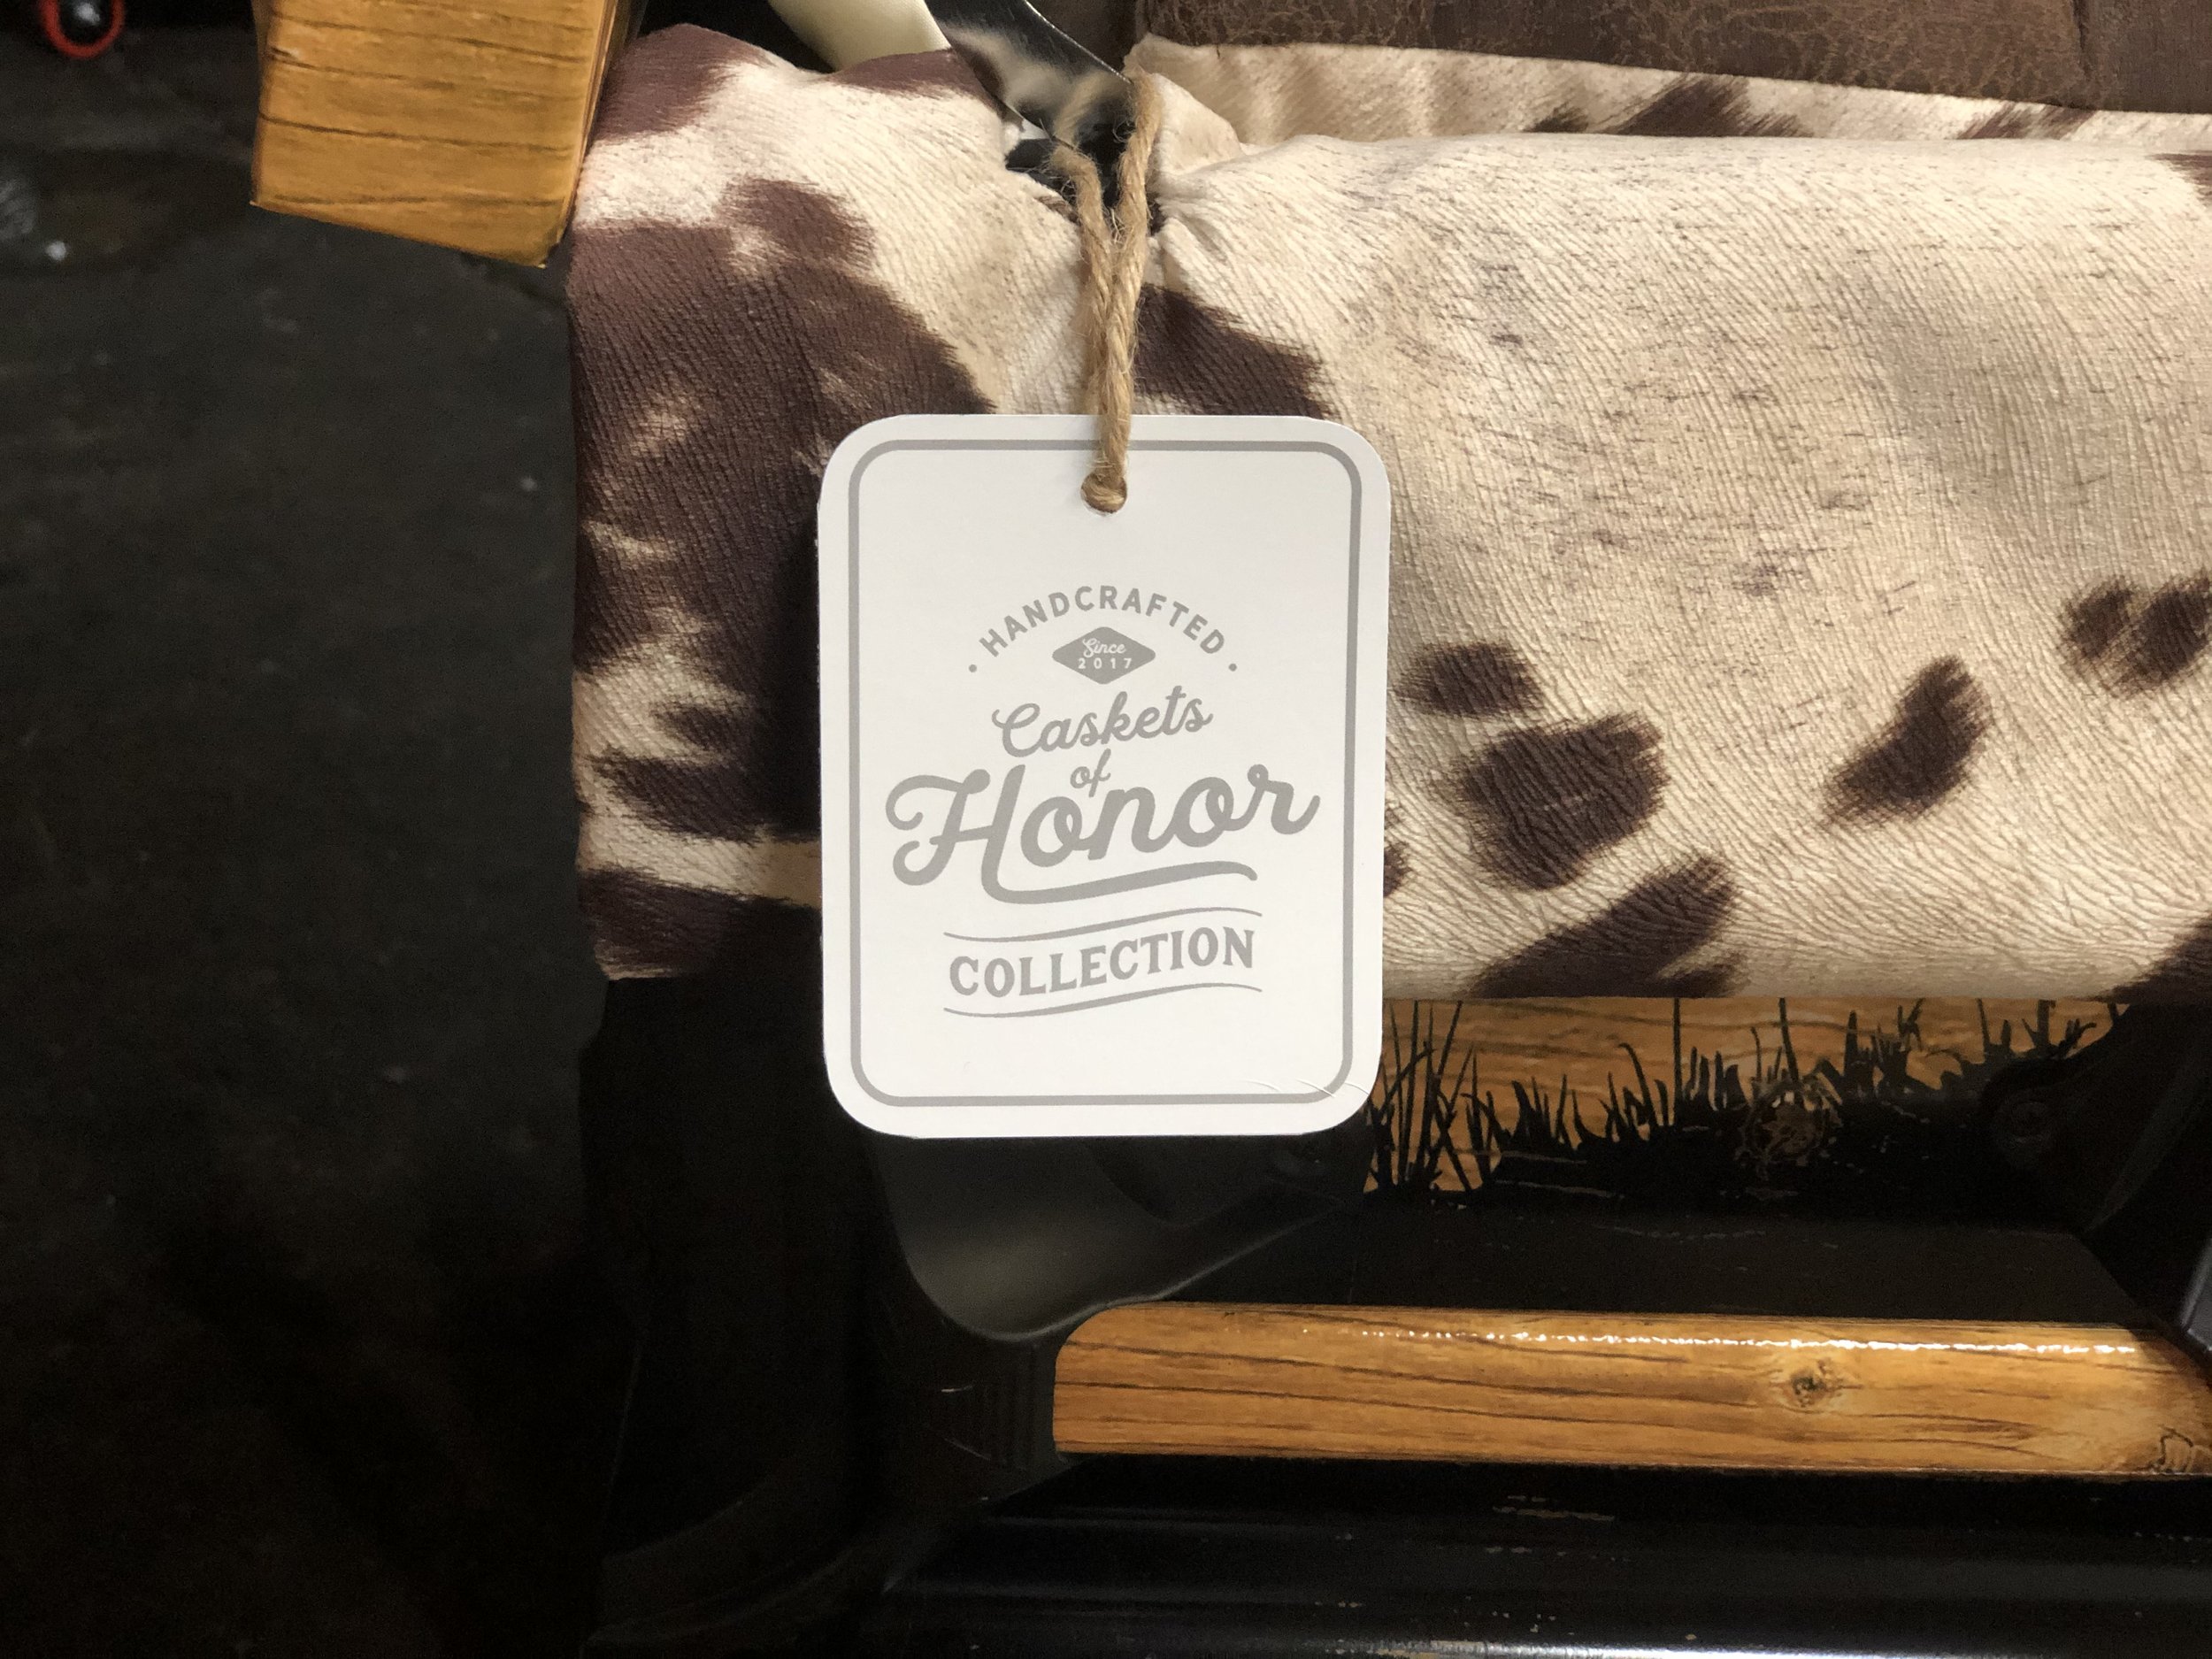 • HANDCRAFTED •
Since
2017
Caskets
of
Honor
COLLECTION